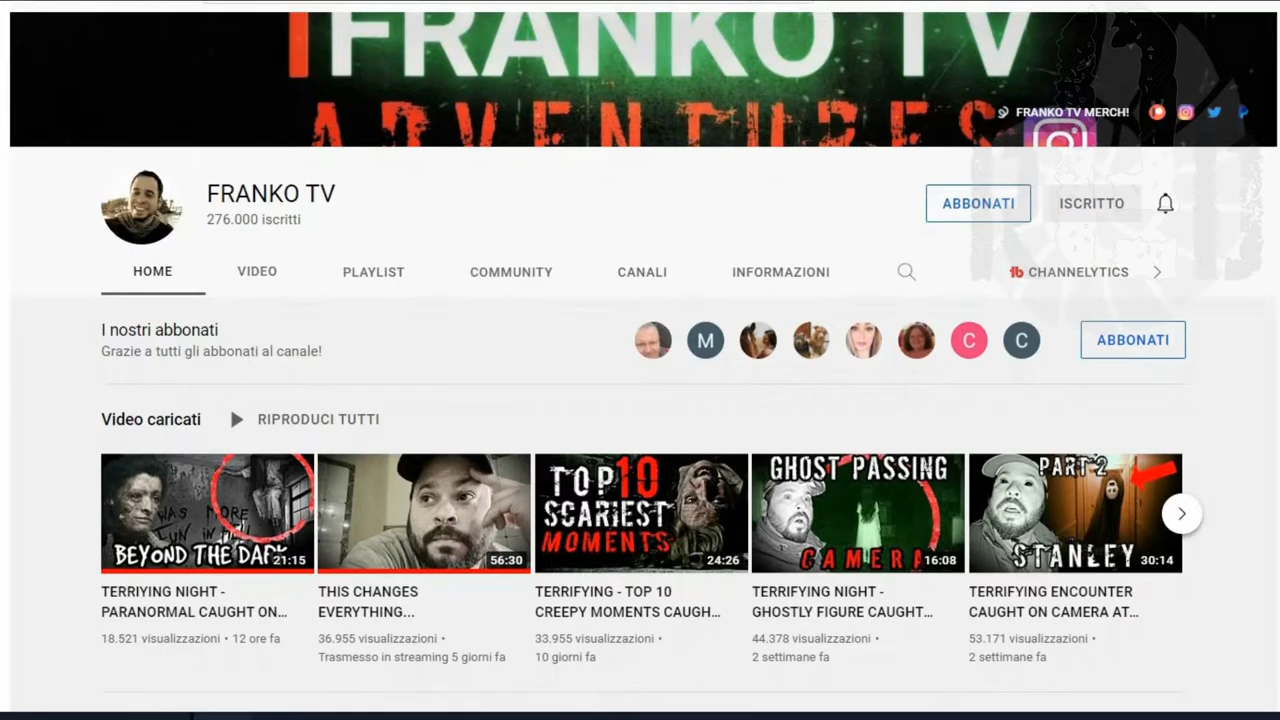 FRANKO TV
ADVENTURES
FRANKO TV MERCH!
FRANKO TV
276.000 iscritti
ABBONATI
ISCRITTO
HOME
VIDEO
PLAYLIST
COMMUNITY
CANALI
INFORMAZIONI
CHANNELYTICS
I nostri abbonati
Grazie a tutti gli abbonati al canale!
M
C
C
ABBONATI
Video caricati
RIPRODUCI TUTTI
WAS MORE
BEYOND THE DARK
21:15
56:30
TOP 10
SCARIEST
MOMENTS
24:26
GHOST PASSING
CAMERA
16:08
PART 2
STANLEY
30:14
TERRIYING NIGHT -
PARANORMAL CAUGHT ON...
18.521 visualizzazioni • 12 ore fa
THIS CHANGES
EVERYTHING...
36.955 visualizzazioni •
Trasmesso in streaming 5 giorni fa
TERRIFYING - TOP 10
CREEPY MOMENTS CAUGH...
33.955 visualizzazioni •
10 giorni fa
TERRIYING NIGHT -
GHOSTLY FIGURE CAUGHT...
44.378 visualizzazioni •
2 settimane fa
TERRIFYING ENCOUNTER
CAUGHT ON CAMERA AT...
53.171 visualizzazioni •
2 settimane fa